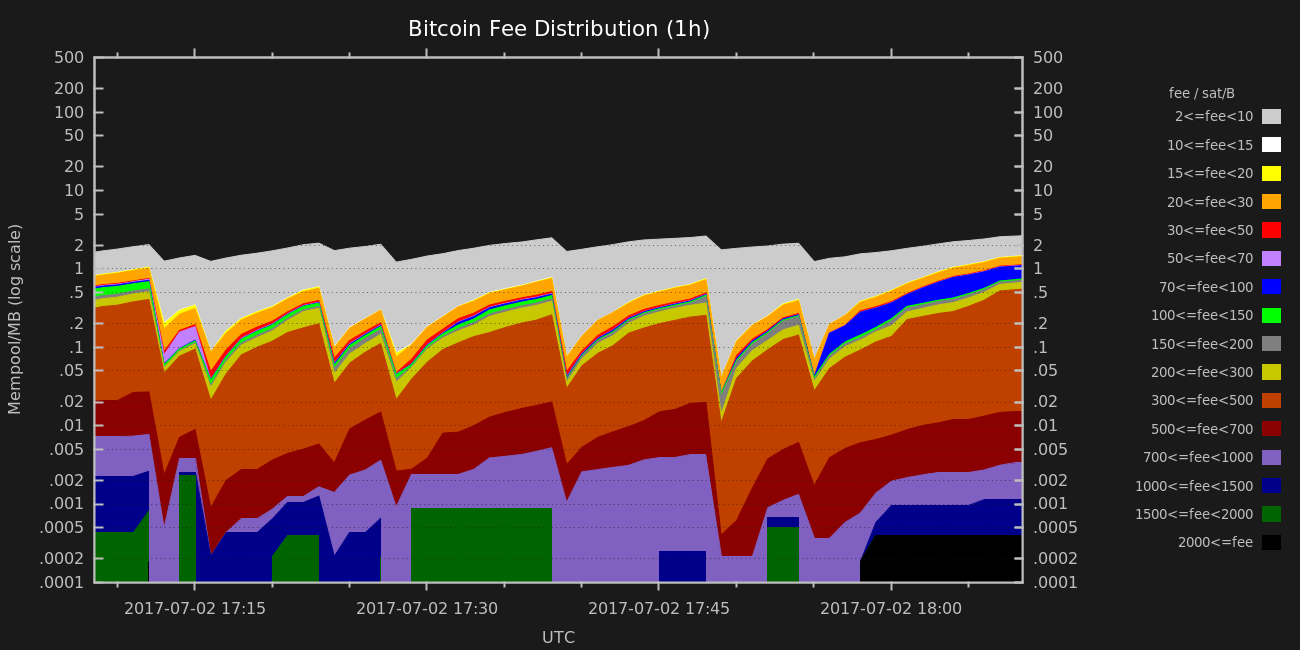 Bitcoin Fee Distribution (1h)
500 500
200 200
100 100
50 50
20 20
10 10
5 5
2 2
1 1
.5 .5
.2 .2
.1 .1
.05 .05
.02 .02
.01 .01
.005 .005
.002 .002
.001 .001
.0005 .0005
.0002 .0002
.0001 .0001
Mempool/MB (log scale)
2017-07-02 17:15 2017-07-02 17:30 2017-07-02 17:45 2017-07-02 18:00
UTC
fee / sat/B
2<=fee<10
10<=fee<15
15<=fee<20
20<=fee<30
30<=fee<50
50<=fee<70
70<=fee<100
100<=fee<150
150<=fee<200
200<=fee<300
300<=fee<500
500<=fee<700
700<=fee<1000
1000<=fee<1500
1500<=fee<2000
2000<=fee